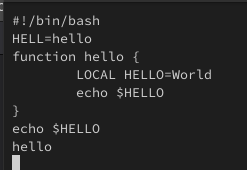 #!/bin/bash
HELL=hello
function hello {
LOCAL HELLO=World
echo $HELLO
}
echo $HELLO
hello